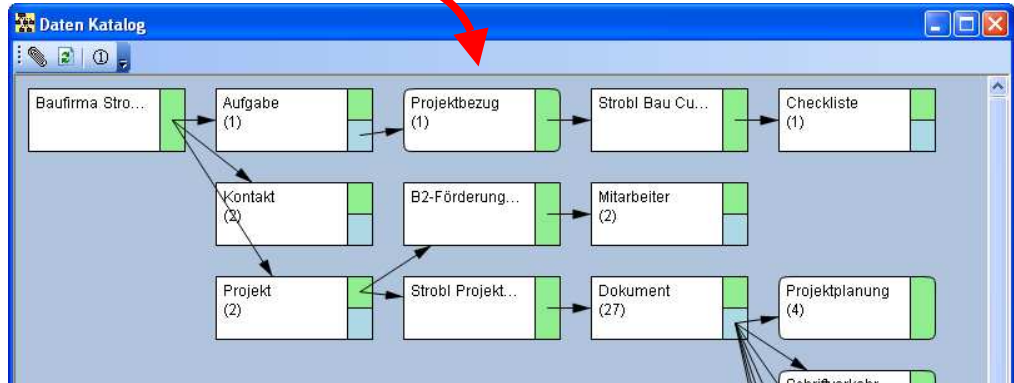 Daten Katalog
Baufirma Stro...
Aufgabe
(1)
Projektbezug
(1)
Strobl Bau Cu...
Checkliste
(1)
Kontakt
(2)
B2-Förderung...
Mitarbeiter
(2)
Projekt
(2)
Strobl Projekt...
Dokument
(27)
Projektplanung
(4)
Schriftverkehr